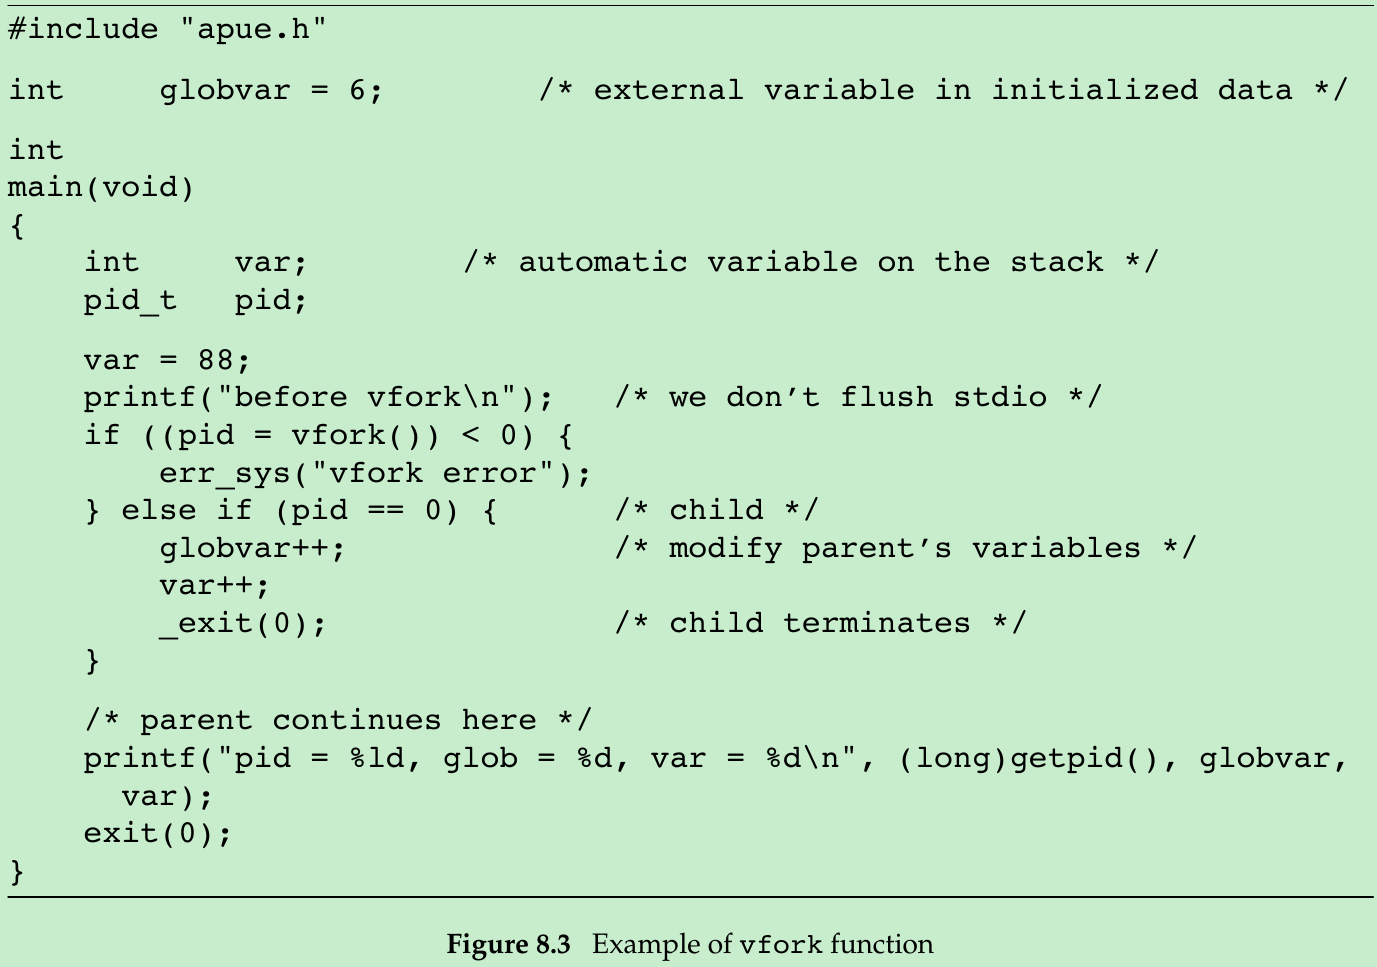 #include "apue.h"
int     globvar = 6;        /* external variable in initialized data */
int
main(void)
{
    int     var;        /* automatic variable on the stack */
    pid_t   pid;
    var = 88;
    printf("before vfork\n");   /* we don’t flush stdio */
    if ((pid = vfork()) < 0) {
        err_sys("vfork error");
    } else if (pid == 0) {      /* child */
        globvar++;              /* modify parent’s variables */
        var++;
        _exit(0);               /* child terminates */
    }
    /* parent continues here */
    printf("pid = %ld, glob = %d, var = %d\n", (long)getpid(), globvar,
      var);
    exit(0);
}
Figure 8.3   Example of vfork function